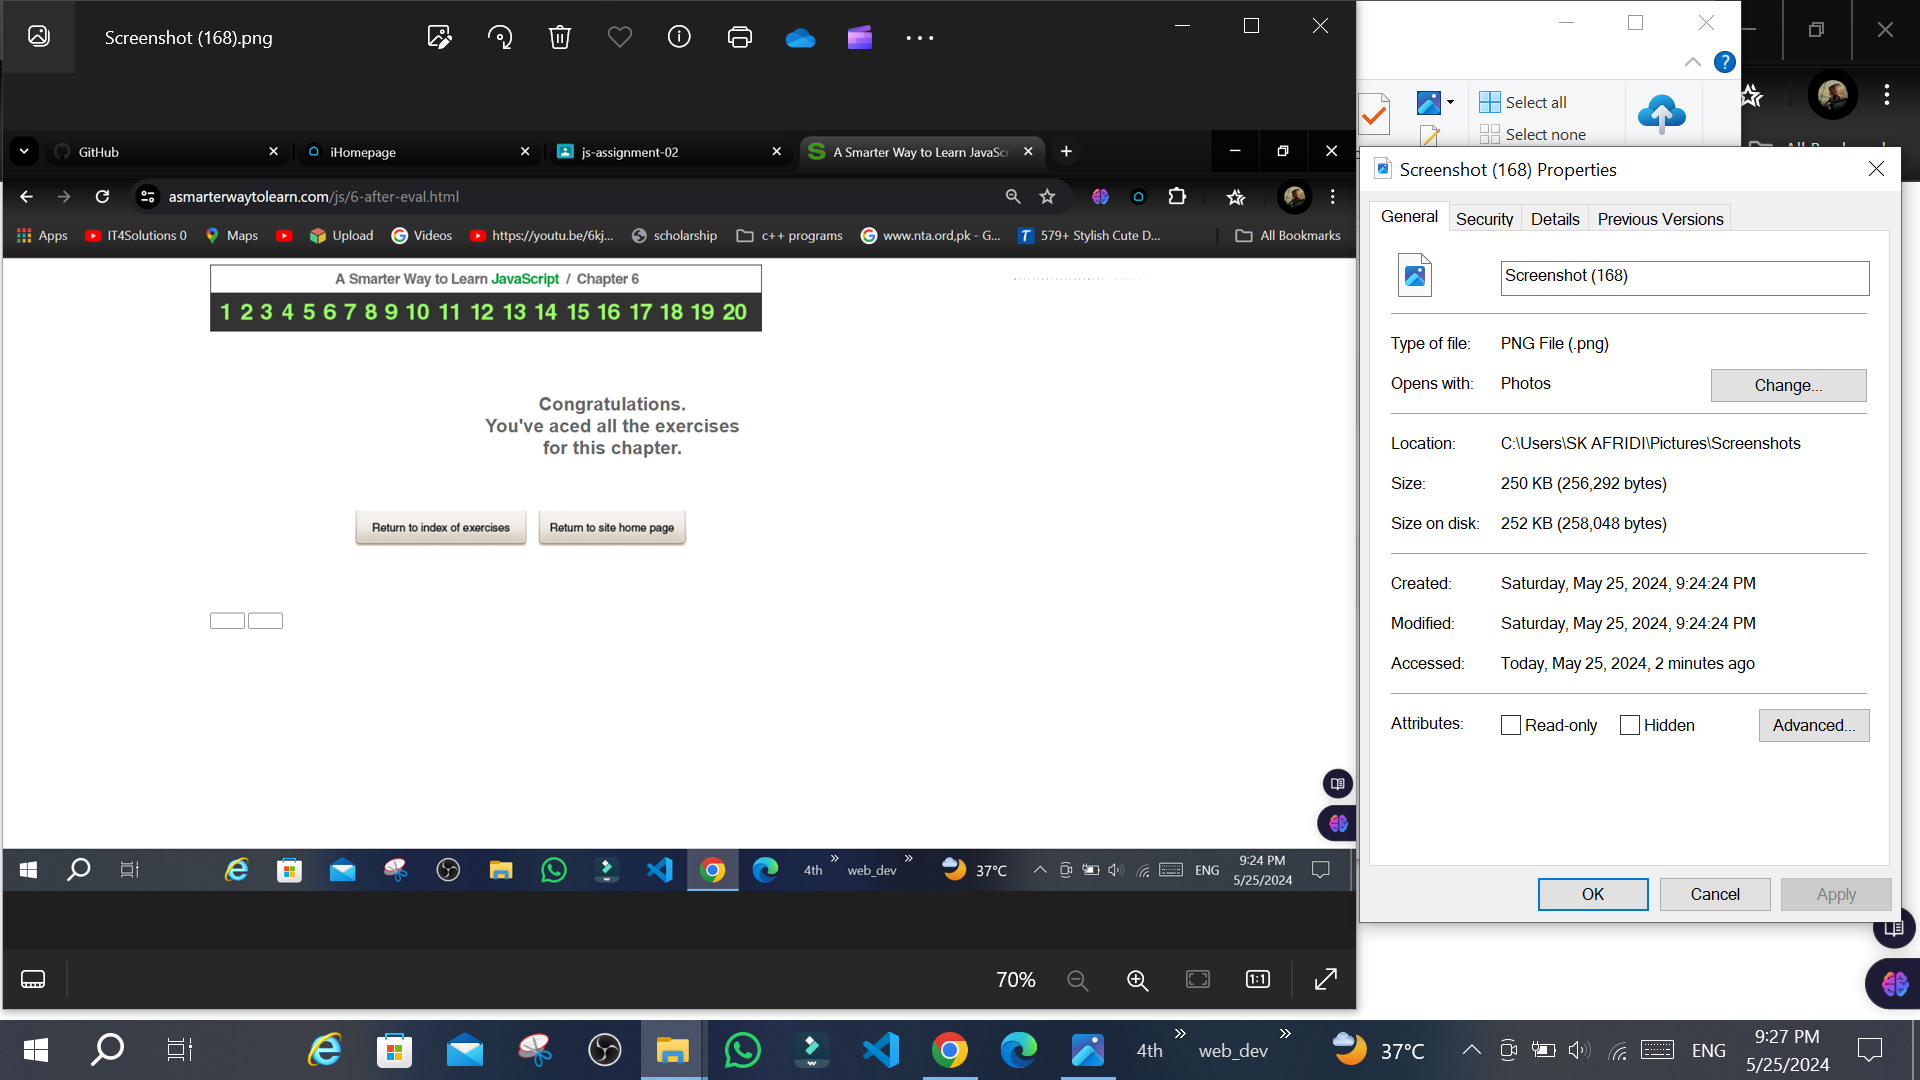 Screenshot (168).png
GitHub
iHomepage
js-assignment-02
A Smarter Way to Learn JavaScr
asmarterwaytolearn.com/js/6-after-eval.html
Apps
IT4Solutions 0
Maps
Upload
Videos
https://youtu.be/6kj...
scholarship
c++ programs
www.nta.ord,pk - G...
579+ Stylish Cute D...
All Bookmarks
A Smarter Way to Learn JavaScript / Chapter 6
1 2 3 4 5 6 7 8 9 10 11 12 13 14 15 16 17 18 19 20
Congratulations.
You've aced all the exercises
for this chapter.
Return to index of exercises
Return to site home page
4th
web_dev
37°C
ENG
9:24 PM
5/25/2024
70%
Select all
Select none
Screenshot (168) Properties
General
Security
Details
Previous Versions
Screenshot (168)
Type of file: PNG File (.png)
Opens with: Photos
Change...
Location: C:\Users\SK AFRIDI\Pictures\Screenshots
Size: 250 KB (256,292 bytes)
Size on disk: 252 KB (258,048 bytes)
Created: Saturday, May 25, 2024, 9:24:24 PM
Modified: Saturday, May 25, 2024, 9:24:24 PM
Accessed: Today, May 25, 2024, 2 minutes ago
Attributes: Read-only Hidden
Advanced...
OK
Cancel
Apply
4th
web_dev
37°C
ENG
9:27 PM
5/25/2024